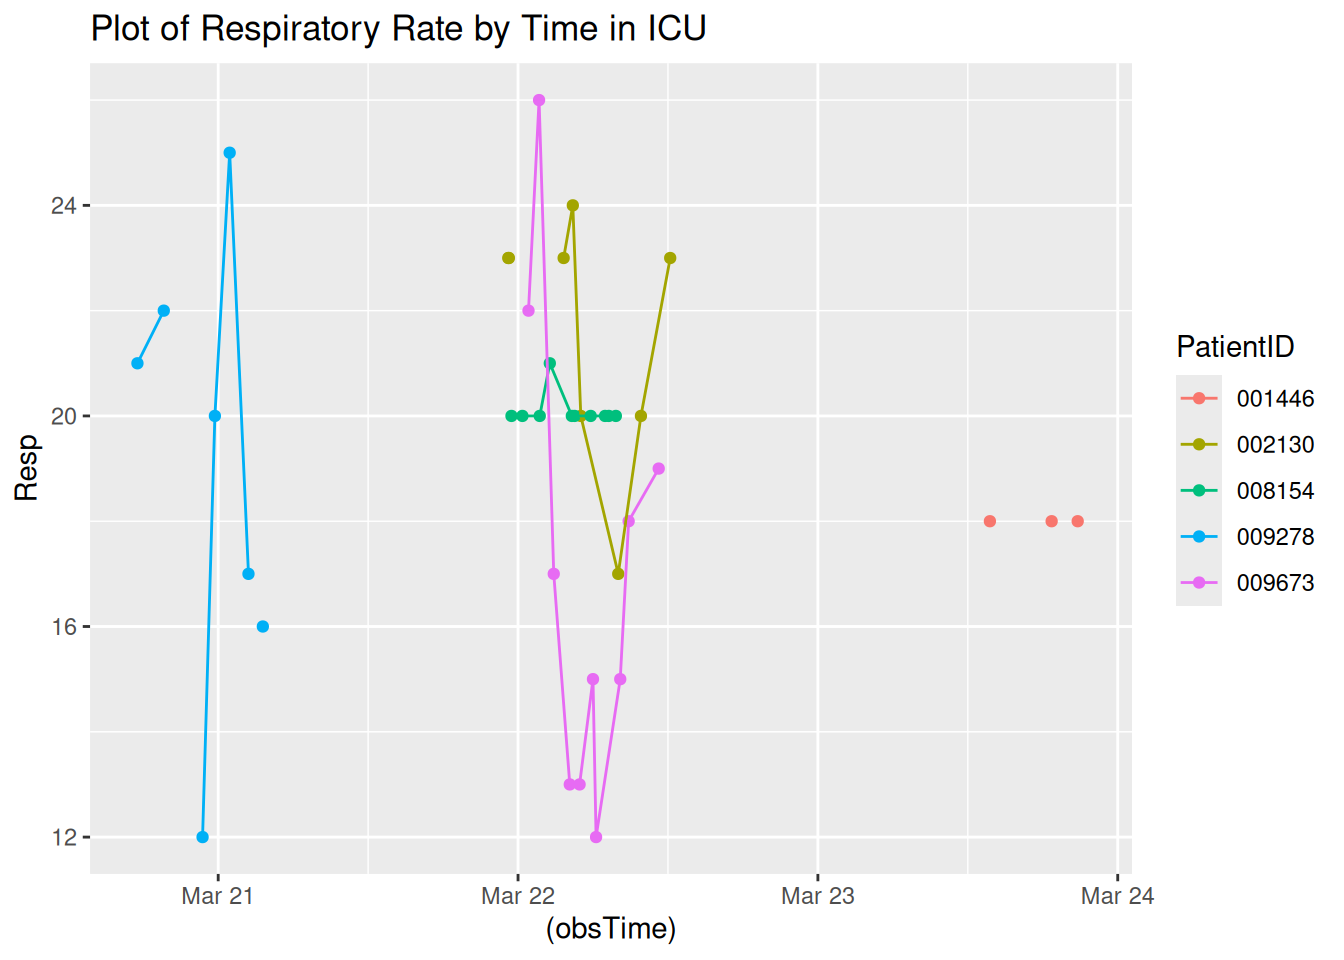 Plot of Respiratory Rate by Time in ICU
24
20
16
12
Resp
Mar 21
Mar 22
Mar 23
Mar 24
(obsTime)
PatientID
001446
002130
008154
009278
009673